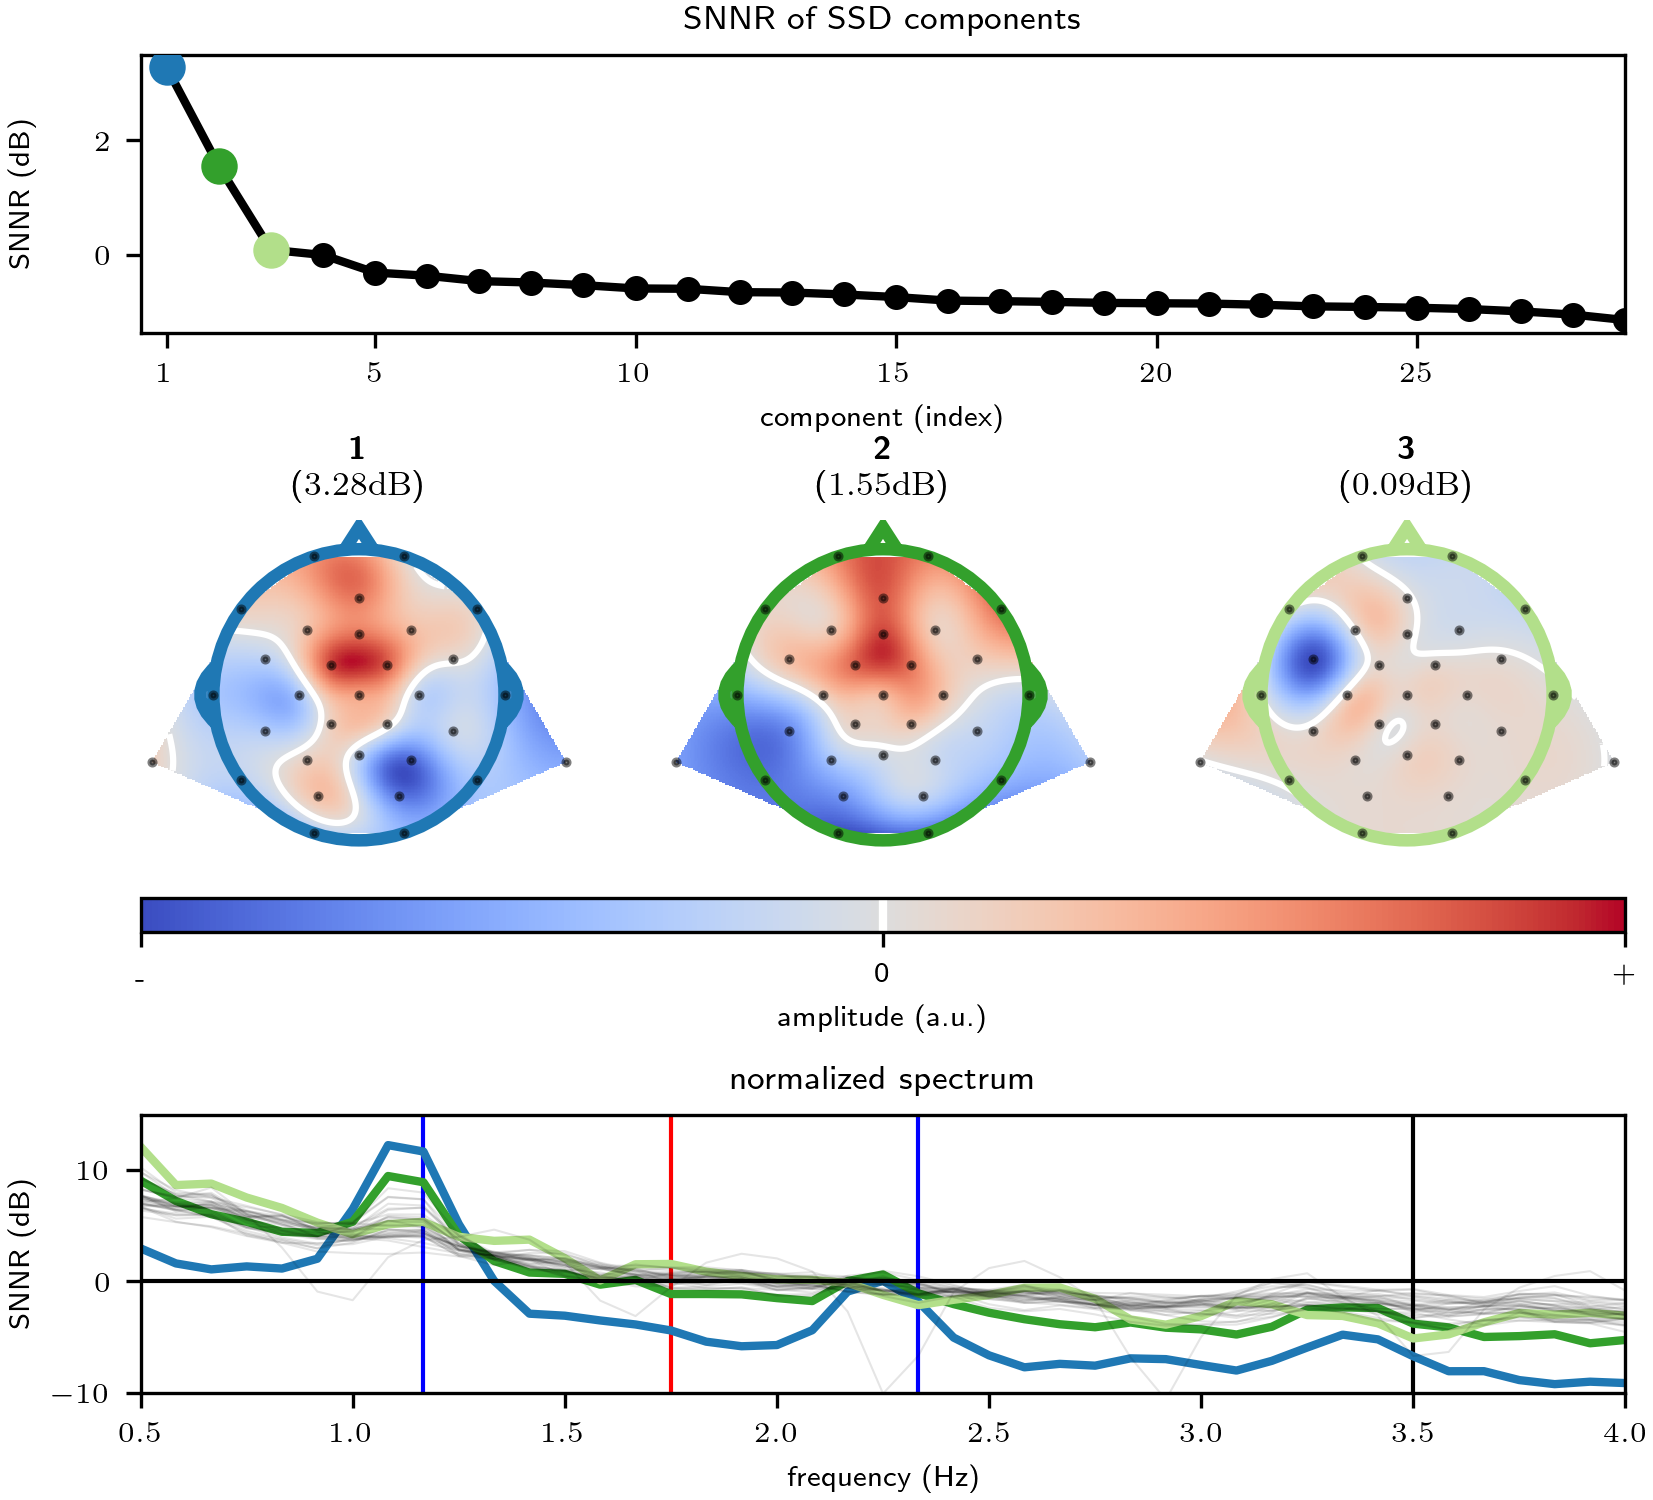 SNNR of SSD components
SNNR (dB)
2
0
1 5 10 15 20 25
component (index)
1 2 3
(3.28dB) (1.55dB) (0.09dB)
- 0 +
amplitude (a.u.)
normalized spectrum
SNNR (dB)
10
0
−10
0.5 1.0 1.5 2.0 2.5 3.0 3.5 4.0
frequency (Hz)